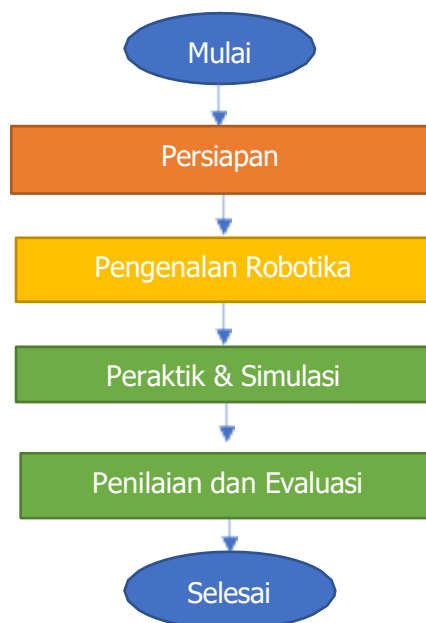 Mulai
Persiapan
Pengenalan Robotika
Peraktik & Simulasi
Penilaian dan Evaluasi
Selesai